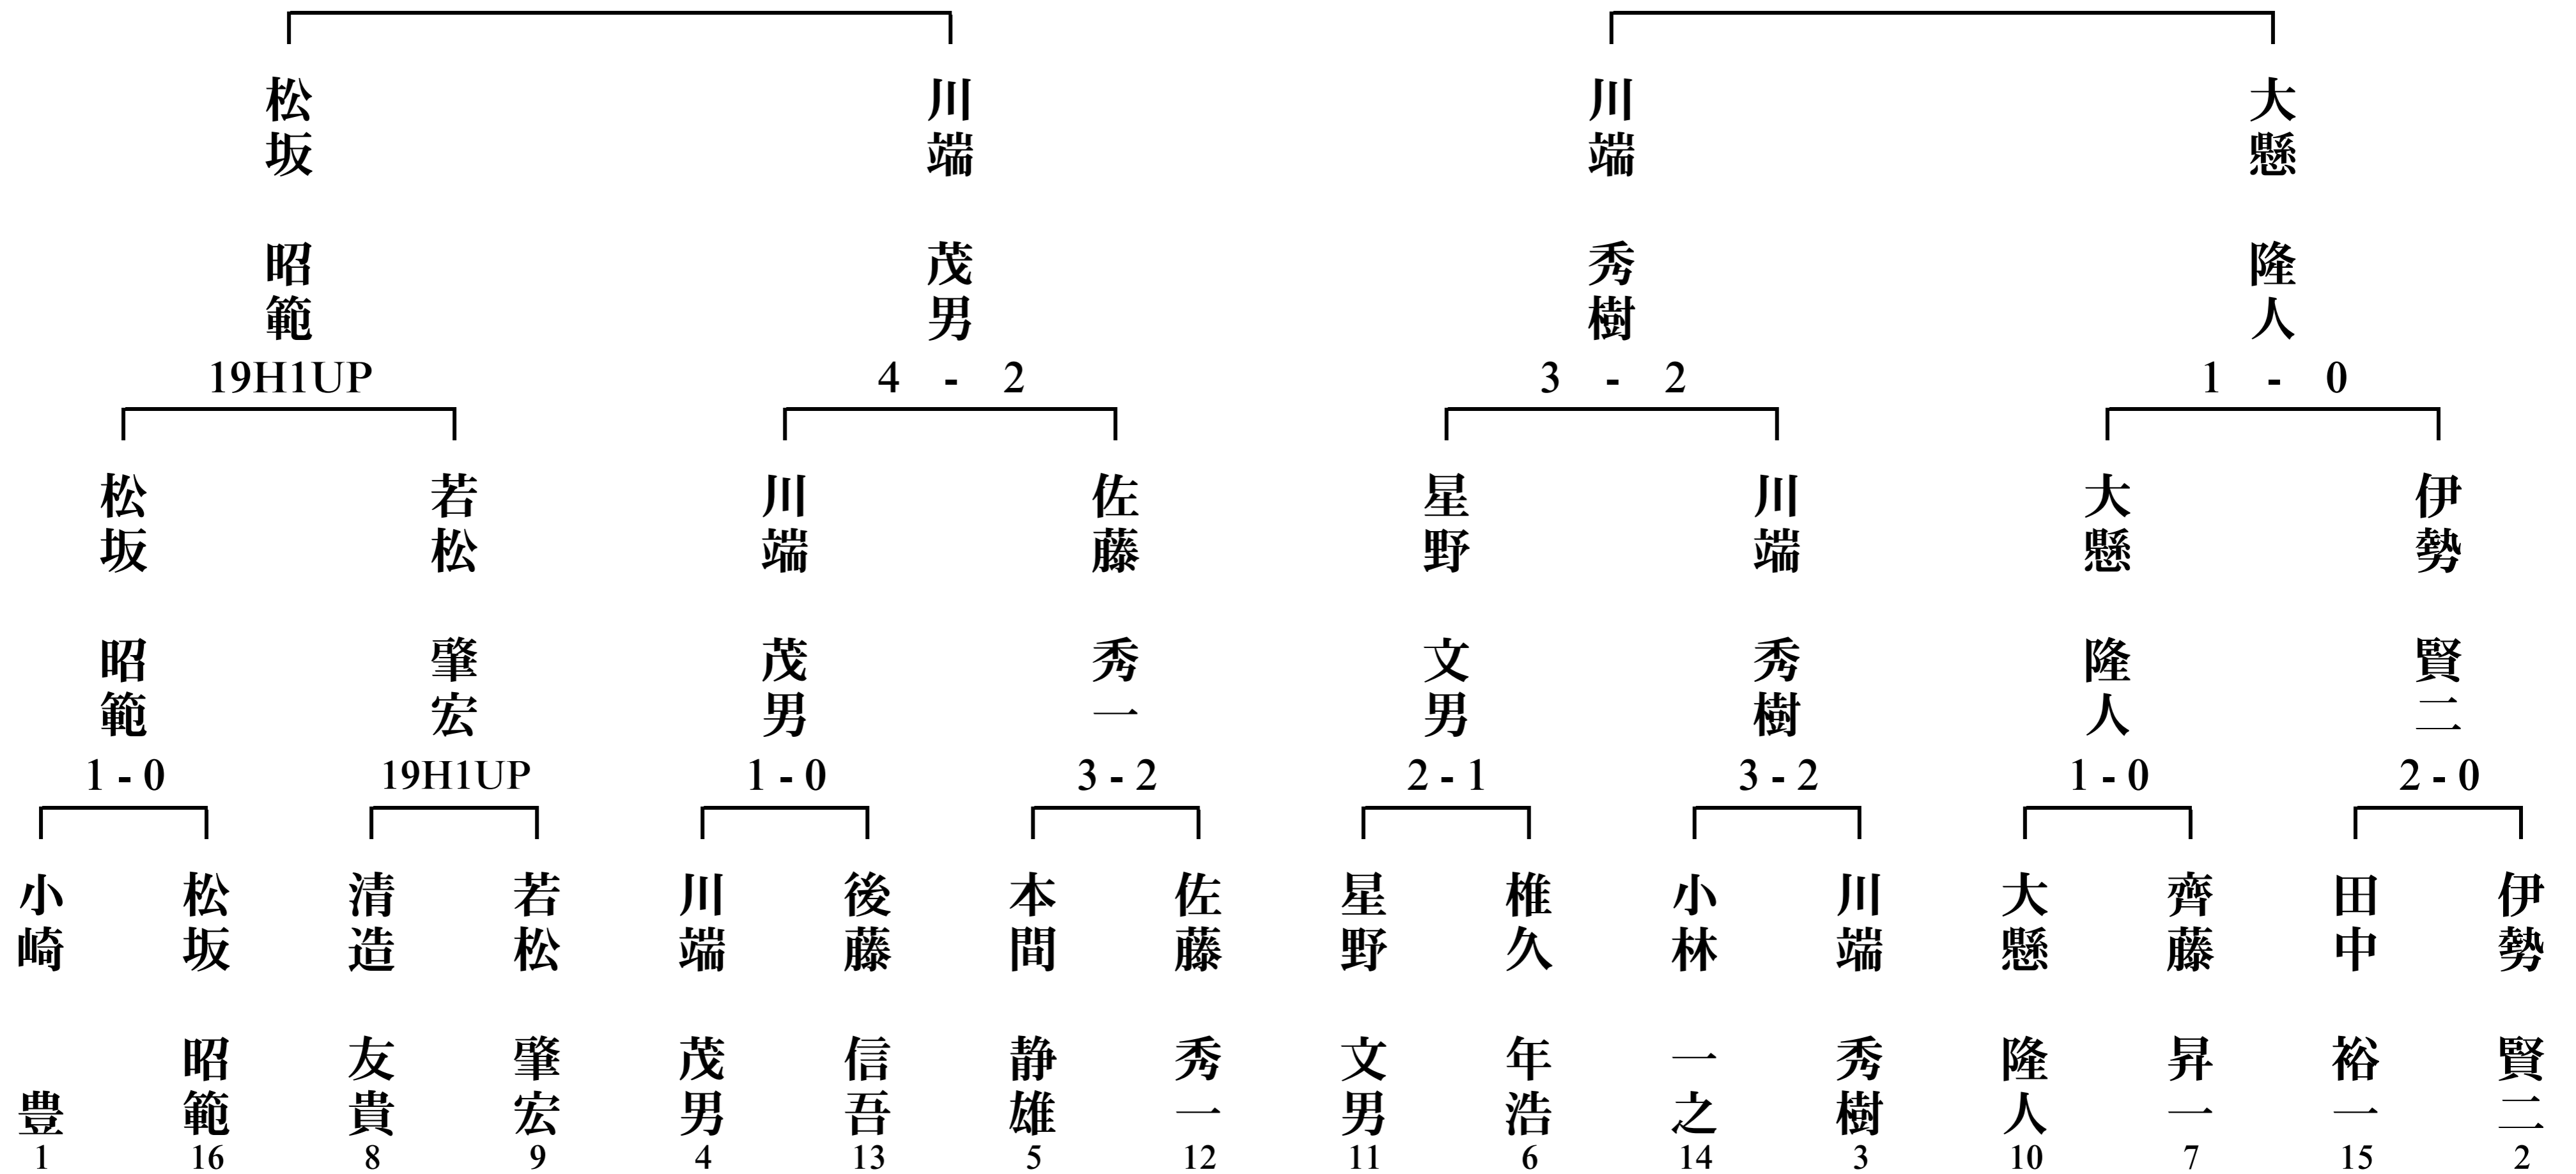 松坂 昭範
川端 茂男
川端 秀樹
大懸 隆人
19H1UP
4 - 2
3 - 2
1 - 0
松坂 昭範
若松 肇宏
川端 茂男
佐藤 秀一
星野 文男
川端 秀樹
大懸 隆人
伊勢 賢二
1 - 0
19H1UP
1 - 0
3 - 2
2 - 1
3 - 2
1 - 0
2 - 0
小崎 豊
松坂 昭範
清造 友貴
若松 肇宏
川端 茂男
後藤 信吾
本間 静雄
佐藤 秀一
星野 文男
椎久 年浩
小林 一之
川端 秀樹
大懸 隆人
齊藤 昇一
田中 裕一
伊勢 賢二
1 16 8 9 4 13 5 12 11 6 14 3 10 7 15 2